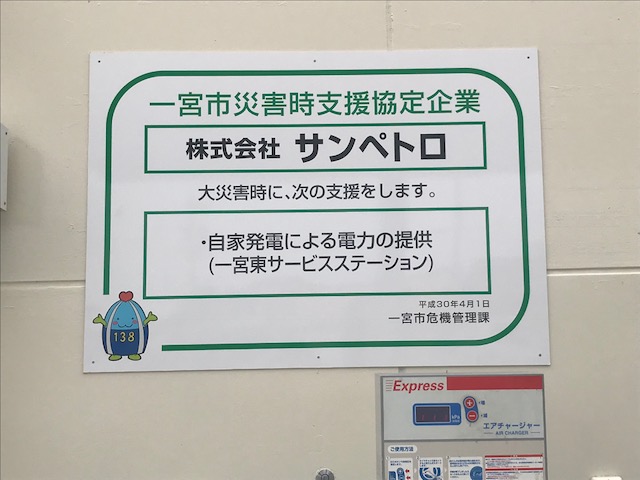 一宮市災害時支援協定企業
株式会社 サンペトロ
大災害時に、次の支援をします。
・自家発電による電力の提供
(一宮東サービスステーション)
平成30年4月1日
一宮市危機管理課
138
Express
エアチャージャー
AIR CHARGER
ご使用方法